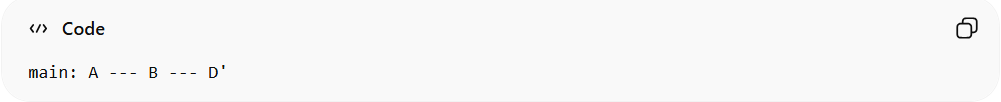 Code
main: A --- B --- D'